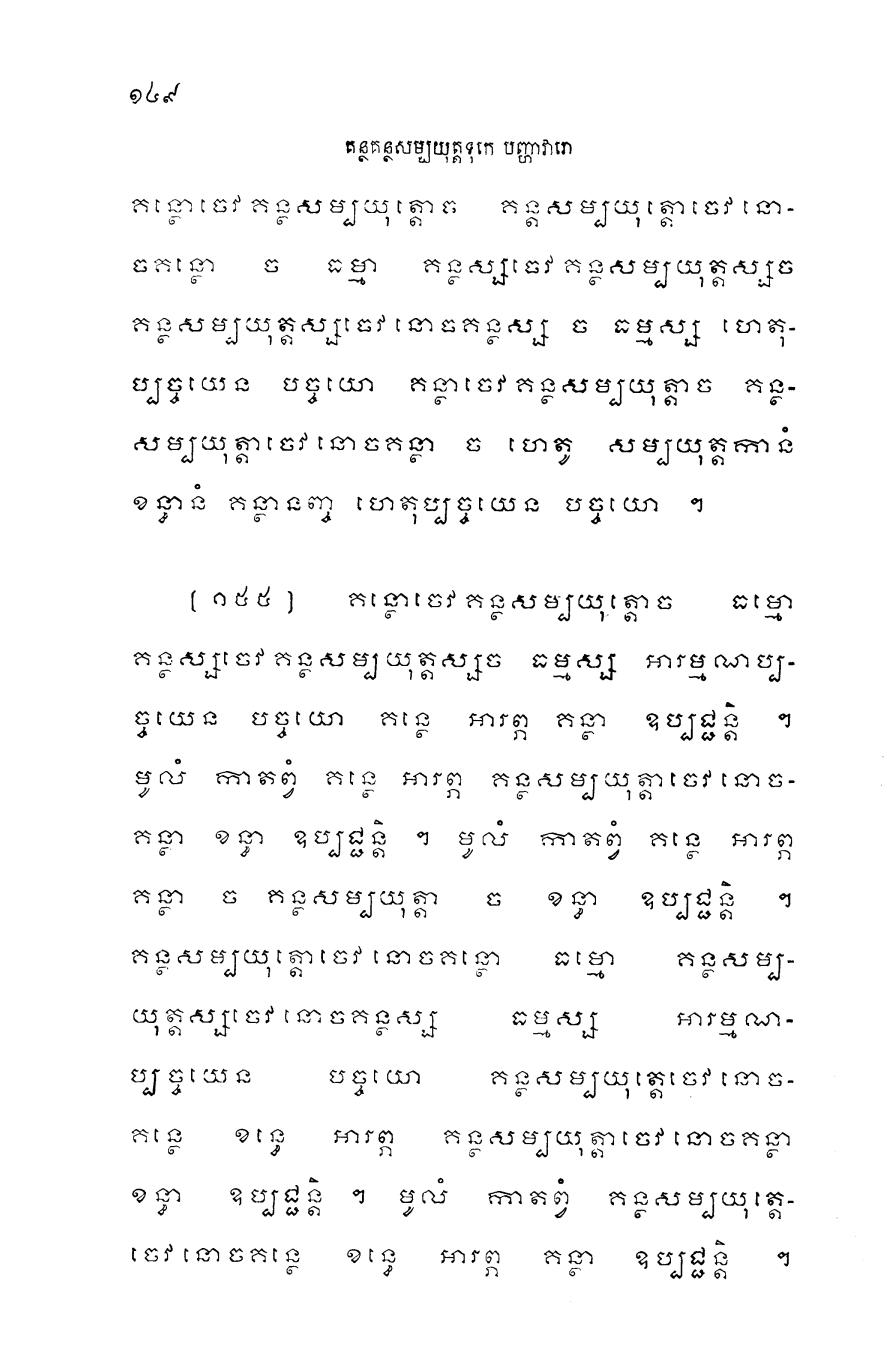 ១៤៩
គន្ថគន្ថសម្បយុត្តទុកេ បញ្ហាវារោ
គន្ថោចេវគន្ថសម្បយុត្តោច គន្ថសម្បយុត្តោចេវនោ-
ចគន្ថោ ច ធម្មា គន្ថស្សចេវគន្ថសម្បយុត្តស្សច
គន្ថសម្បយុត្តស្សចេវនោចគន្ថស្ស ច ធម្មស្ស ហេតុ-
ប្បច្ចយេន បច្ចយោ គន្ថាចេវគន្ថសម្បយុត្តាច គន្ថ-
សម្បយុត្តាចេវនោចគន្ថា ច ហេតូ សម្បយុត្តកានំ
ខន្ធានំ គន្ថានញ្ច ហេតុប្បច្ចយេន បច្ចយោ ។
[១៥៥] គន្ថោចេវគន្ថសម្បយុត្តោច ធម្មោ
គន្ថស្សចេវគន្ថសម្បយុត្តស្សច ធម្មស្ស អារម្មណប្ប-
ច្ចយេន បច្ចយោ គន្ថេ អារព្ភ គន្ថា ឧប្បជ្ជន្តិ ។
មូលំ កាតព្វំ គន្ថេ អារព្ភ គន្ថសម្បយុត្តាចេវនោច-
គន្ថា ខន្ធា ឧប្បជ្ជន្តិ ។ មូលំ កាតព្វំ គន្ថេ អារព្ភ
គន្ថា ច គន្ថសម្បយុត្តា ច ខន្ធា ឧប្បជ្ជន្តិ ។
គន្ថសម្បយុត្តោចេវនោចគន្ថោ ធម្មោ គន្ថសម្ប-
យុត្តស្សចេវនោចគន្ថស្ស ធម្មស្ស អារម្មណ-
ប្បច្ចយេន បច្ចយោ គន្ថសម្បយុត្តេចេវនោច-
គន្ថេ ខន្ធេ អារព្ភ គន្ថសម្បយុត្តាចេវនោចគន្ថា
ខន្ធា ឧប្បជ្ជន្តិ ។ មូលំ កាតព្វំ គន្ថសម្បយុត្តេ-
ចេវនោចគន្ថេ ខន្ធេ អារព្ភ គន្ថា ឧប្បជ្ជន្តិ ។